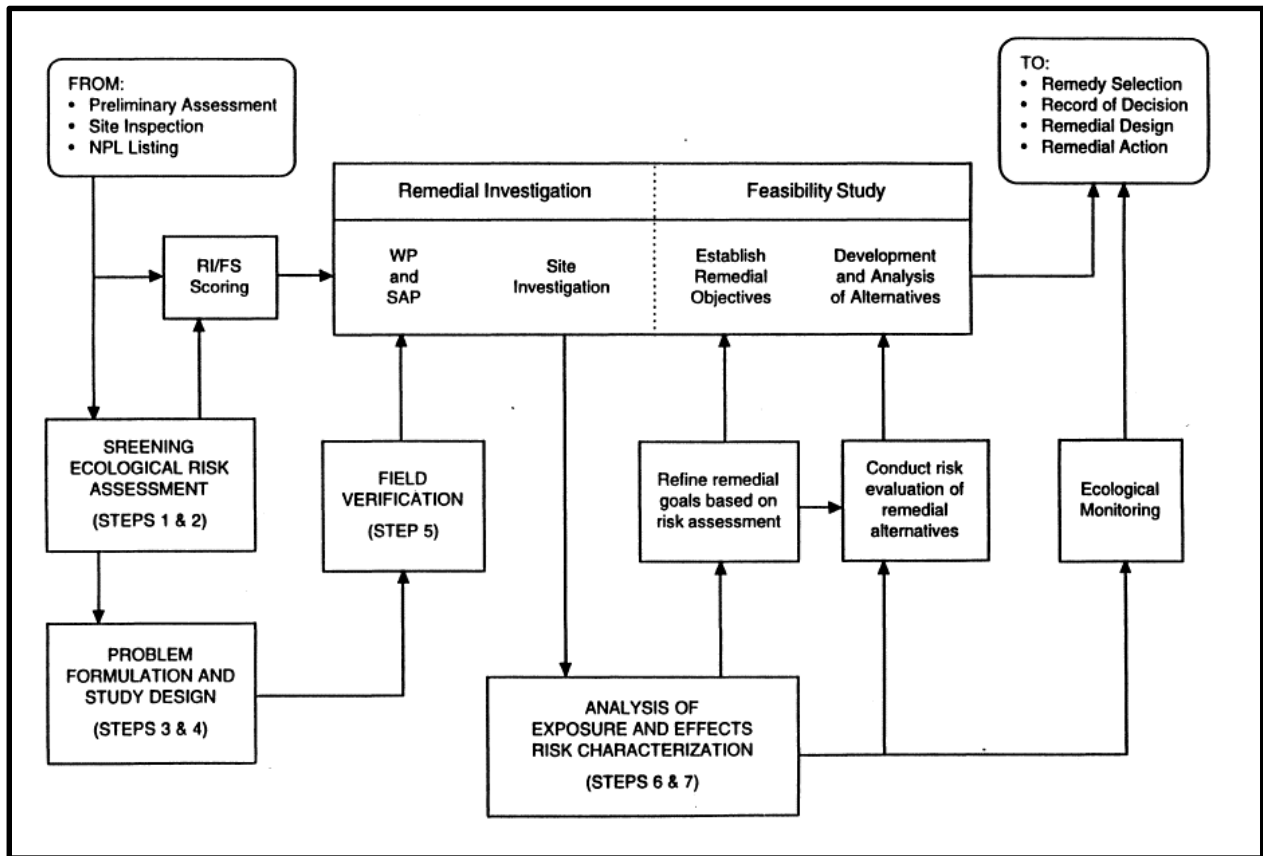 FROM:
• Preliminary Assessment
• Site Inspection
• NPL Listing
TO:
• Remedy Selection
• Record of Decision
• Remedial Design
• Remedial Action
Remedial Investigation
Feasibility Study
RI/FS
Scoring
WP
and
SAP
Site
Investigation
Establish
Remedial
Objectives
Development
and Analysis
of Alternatives
SREENING
ECOLOGICAL RISK
ASSESSMENT
(STEPS 1 & 2)
FIELD
VERIFICATION
(STEP 5)
Refine remedial
goals based on
risk assessment
Conduct risk
evaluation of
remedial
alternatives
Ecological
Monitoring
PROBLEM
FORMULATION AND
STUDY DESIGN
(STEPS 3 & 4)
ANALYSIS OF
EXPOSURE AND EFFECTS
RISK CHARACTERIZATION
(STEPS 6 & 7)